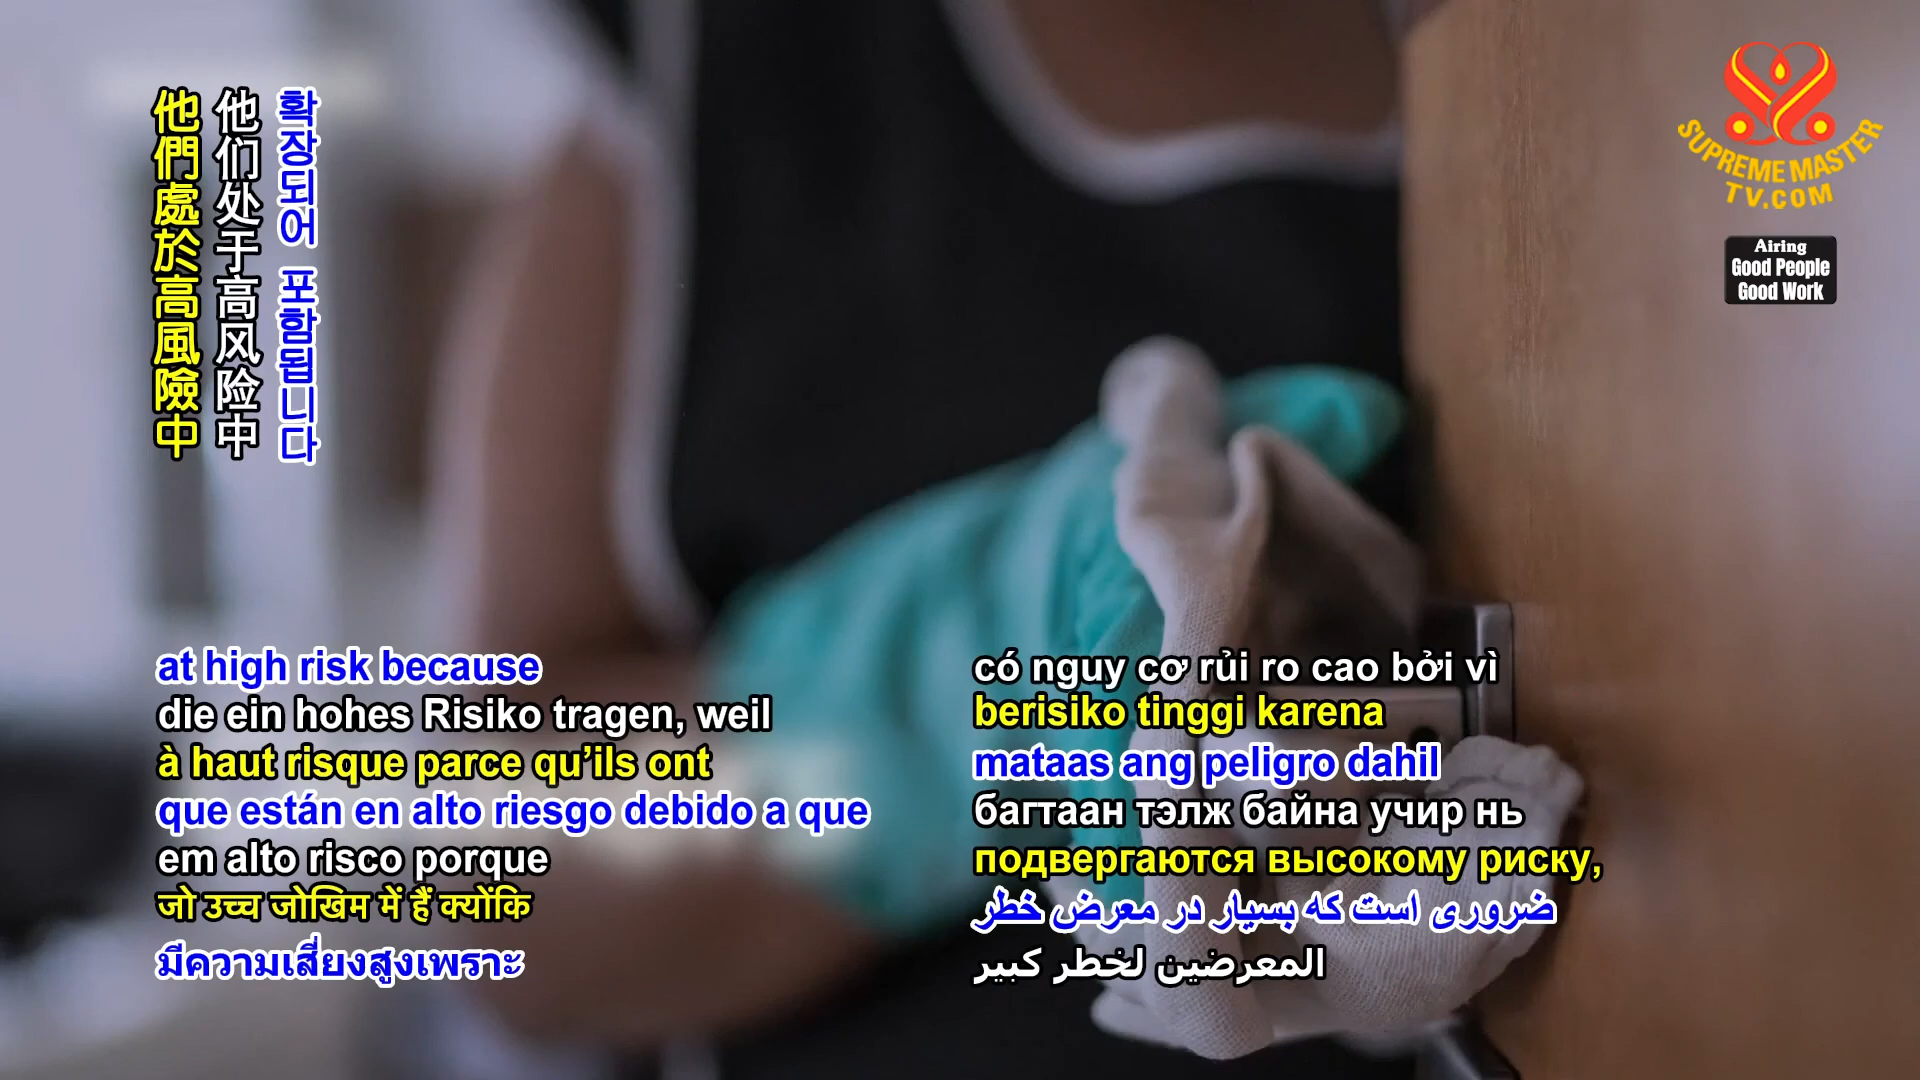 他們處於高風險中
他们处于高风险中
확장되어 포함됩니다
SUPREME MASTER
TV.COM
Airing
Good People
Good Work
at high risk because
die ein hohes Risiko tragen, weil
à haut risque parce qu’ils ont
que están en alto riesgo debido a que
em alto risco porque
जो उच्च जोखिम में हैं क्योंकि
มีความเสี่ยงสูงเพราะ
có nguy cơ rủi ro cao bởi vì
berisiko tinggi karena
mataas ang peligro dahil
багтаан тэлж байна учир нь
подвергаются высокому риску,
ضروری است که بسیار در معرض خطر
المعرضين لخطر كبير